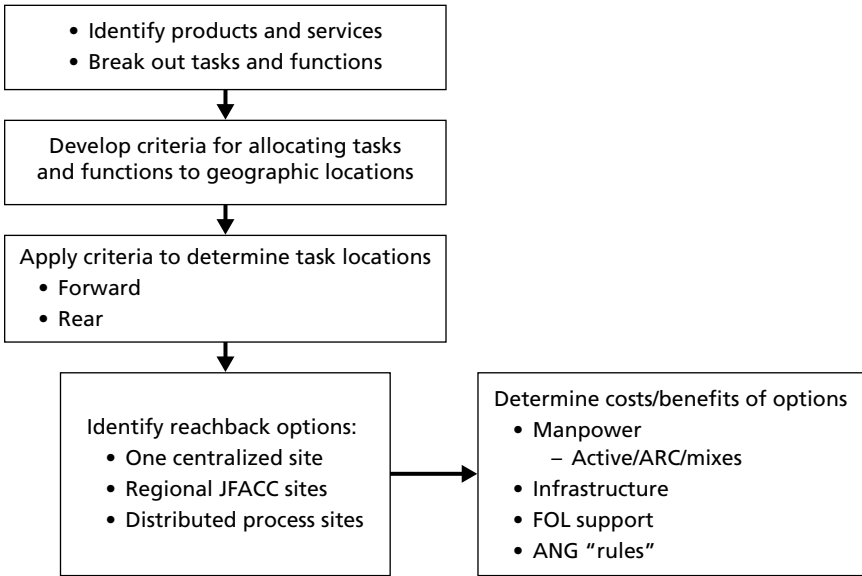 • Identify products and services
• Break out tasks and functions
Develop criteria for allocating tasks
and functions to geographic locations
Apply criteria to determine task locations
• Forward
• Rear
Identify reachback options:
• One centralized site
• Regional JFACC sites
• Distributed process sites
Determine costs/benefits of options
• Manpower
– Active/ARC/mixes
• Infrastructure
• FOL support
• ANG “rules”